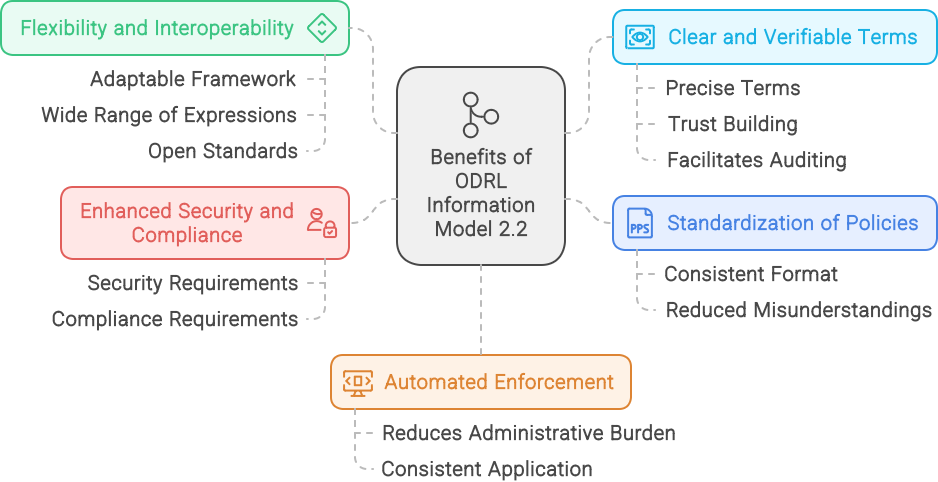 Benefits of
ODRL
Information
Model 2.2
Flexibility and Interoperability
Adaptable Framework
Wide Range of Expressions
Open Standards
Enhanced Security and
Compliance
Security Requirements
Compliance Requirements
Clear and Verifiable Terms
Precise Terms
Trust Building
Facilitates Auditing
PPS
Standardization of Policies
Consistent Format
Reduced Misunderstandings
Automated Enforcement
Reduces Administrative Burden
Consistent Application